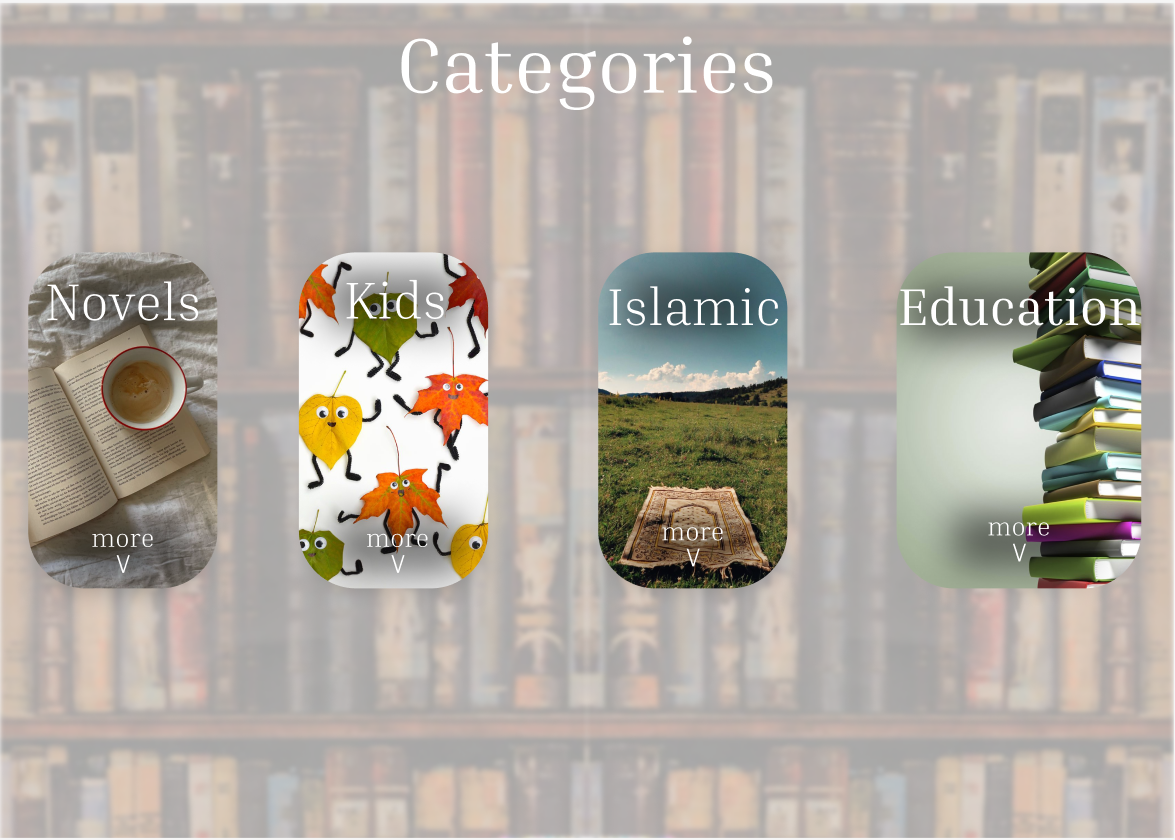 Categories
Novels
Kids
Islamic
Education
more
V
more
V
more
V
more
V